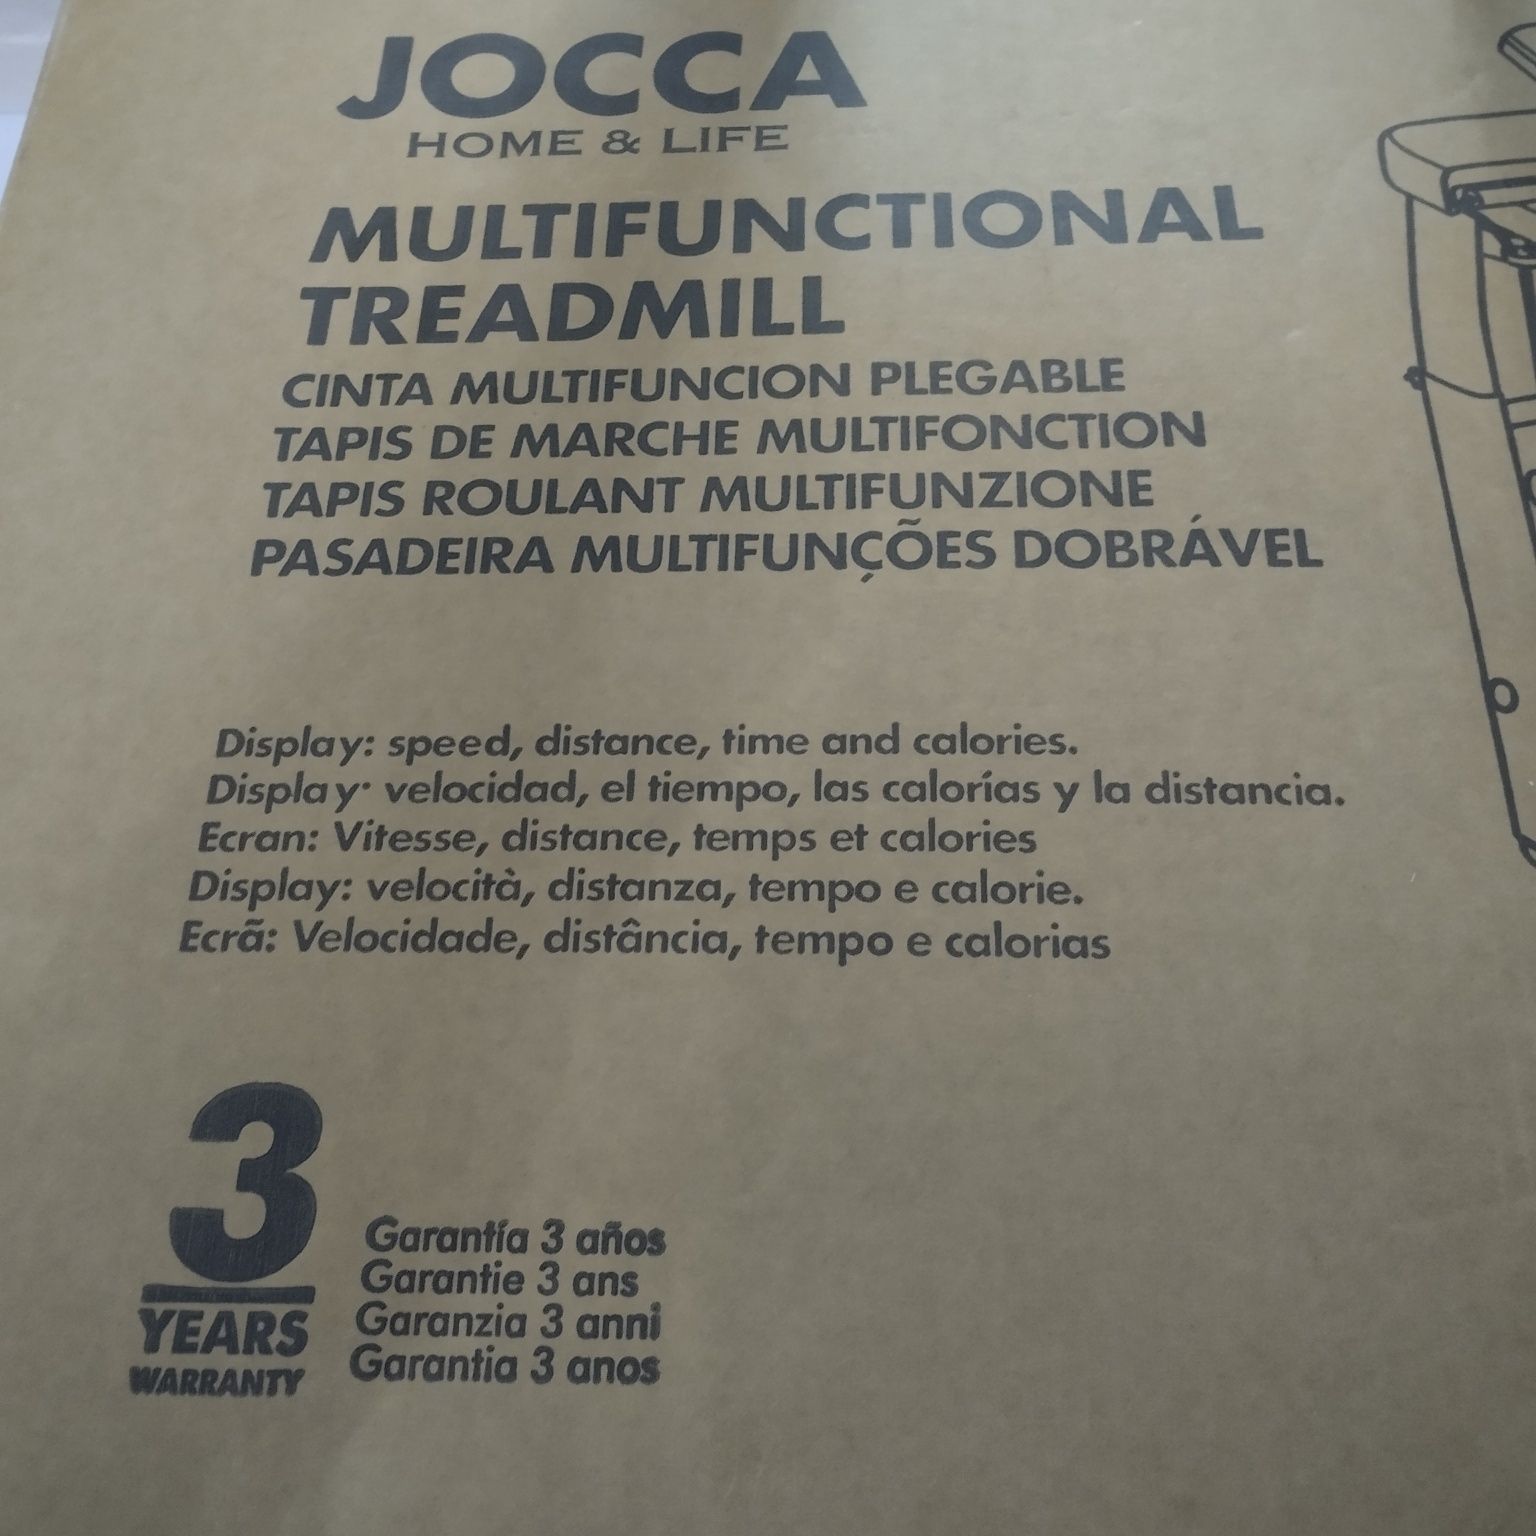 JOCCA
HOME & LIFE
MULTIFUNCTIONAL
TREADMILL
CINTA MULTIFUNCION PLEGABLE
TAPIS DE MARCHE MULTIFONCTION
TAPIS ROULANT MULTIFUNZIONE
PASADEIRA MULTIFUNÇÕES DOBRÁVEL
Display: speed, distance, time and calories.
Display· velocidad, el tiempo, las calorías y la distancia.
Ecran: Vitesse, distance, temps et calories
Display: velocità, distanza, tempo e calorie.
Ecrã: Velocidade, distância, tempo e calorias
3
YEARS
WARRANTY
Garantía 3 años
Garantie 3 ans
Garanzia 3 anni
Garantia 3 anos